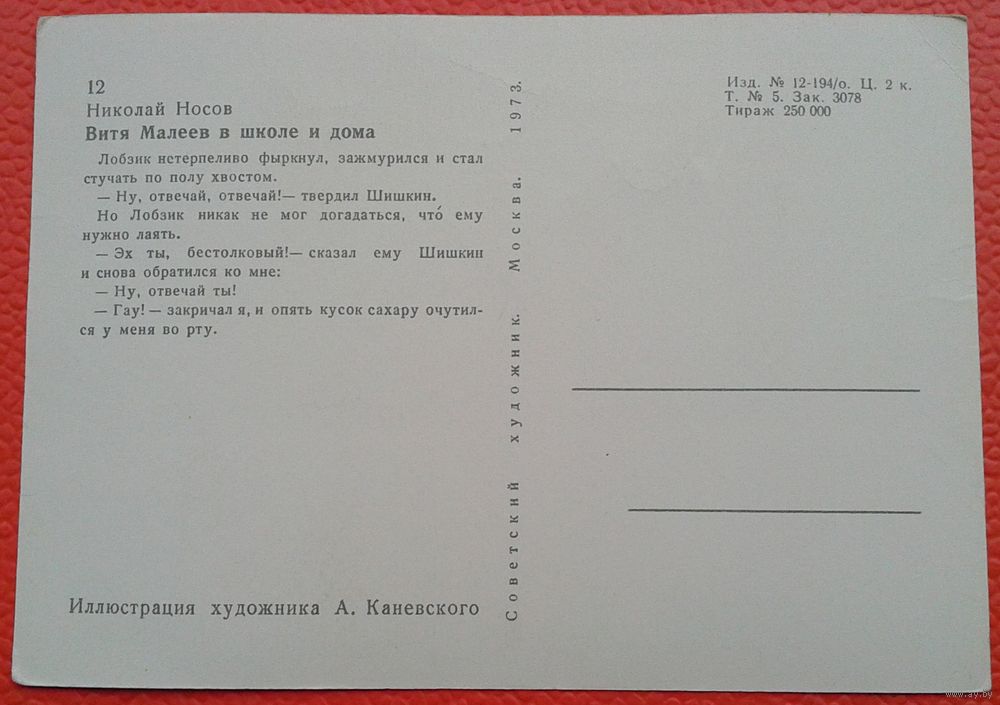 12
Николай Носов
Витя Малеев в школе и дома
Лобзик нетерпеливо фыркнул, зажмурился и стал
стучать по полу хвостом.
— Ну, отвечай, отвечай!— твердил Шишкин.
Но Лобзик никак не мог догадаться, что́ ему
нужно лаять.
— Эх ты, бестолковый!— сказал ему Шишкин
и снова обратился ко мне:
— Ну, отвечай ты!
— Гау! — закричал я, и опять кусок сахару очутил-
ся у меня во рту.
Иллюстрация художника А. Каневского
Советский художник. Москва. 1973.
Изд. № 12-194/о. Ц. 2 к.
Т. № 5. Зак. 3078
Тираж 250 000
www.ay.by